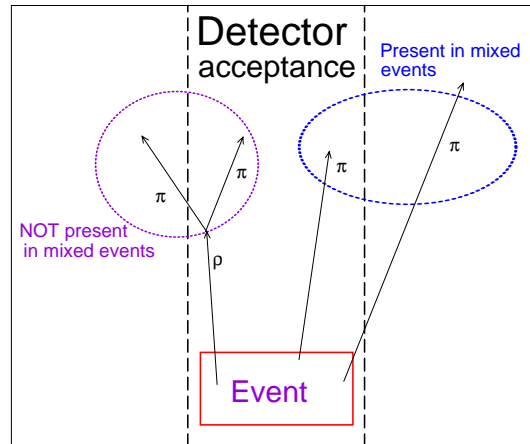 Detector
acceptance
Present in mixed
events
π
π
π
π
NOT present
in mixed events
ρ
Event